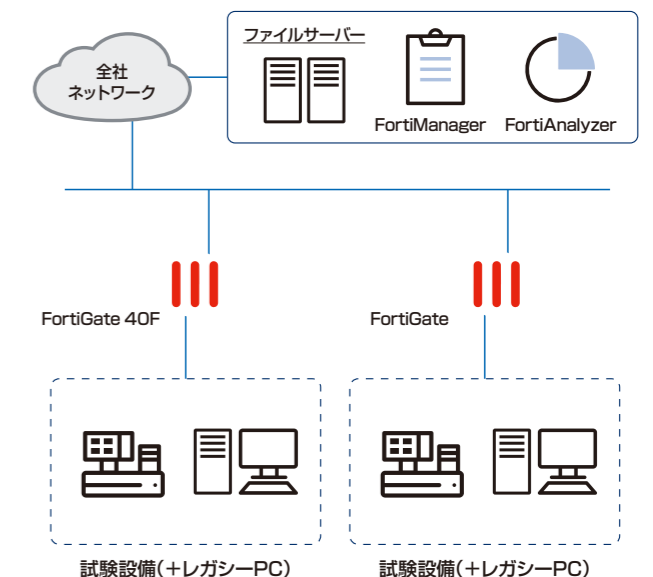 ファイルサーバー
全社
ネットワーク
FortiManager
FortiAnalyzer
FortiGate 40F
FortiGate
試験設備(+レガシーPC)
試験設備(+レガシーPC)